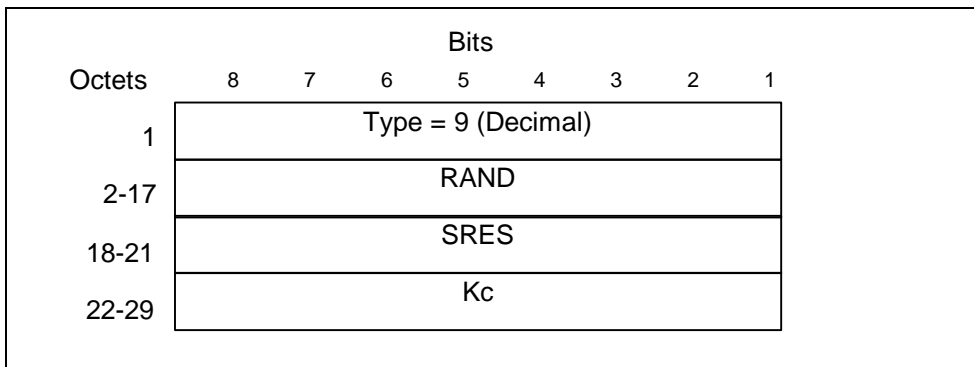 Bits
Octets 8 7 6 5 4 3 2 1
1 Type = 9 (Decimal)
2-17 RAND
18-21 SRES
22-29 Kc